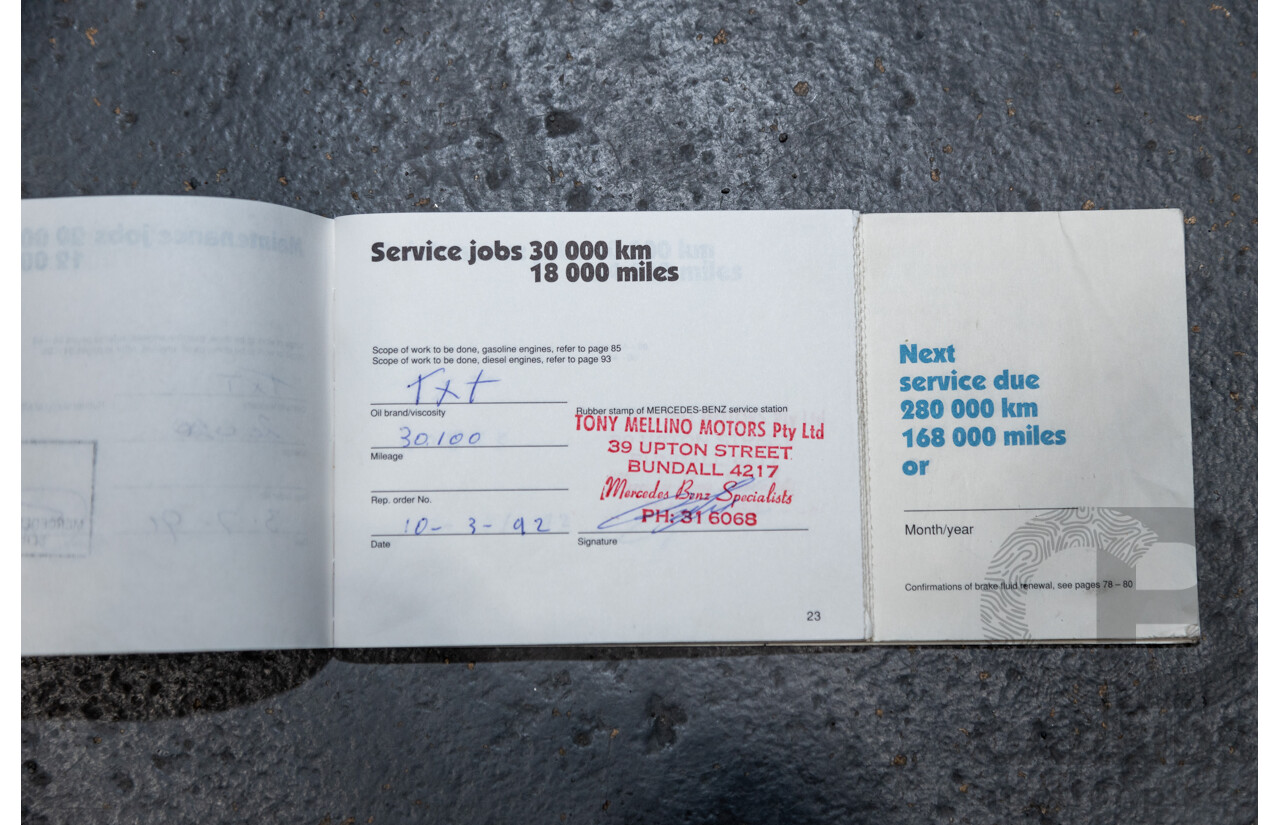 Service jobs 30 000 km
18 000 miles
Scope of work to be done, gasoline engines, refer to page 85
Scope of work to be done, diesel engines, refer to page 93
Txt
Oil brand/viscosity
30.100
Mileage
Rep. order No.
10 - 3 - 92
Date
Rubber stamp of MERCEDES-BENZ service station
TONY MELLINO MOTORS Pty Ltd
39 UPTON STREET
BUNDALL 4217
Mercedes Benz Specialists
PH: 31 6068
Signature
23
Next
service due
280 000 km
168 000 miles
or
Month/year
Confirmations of brake fluid renewal, see pages 78 – 80